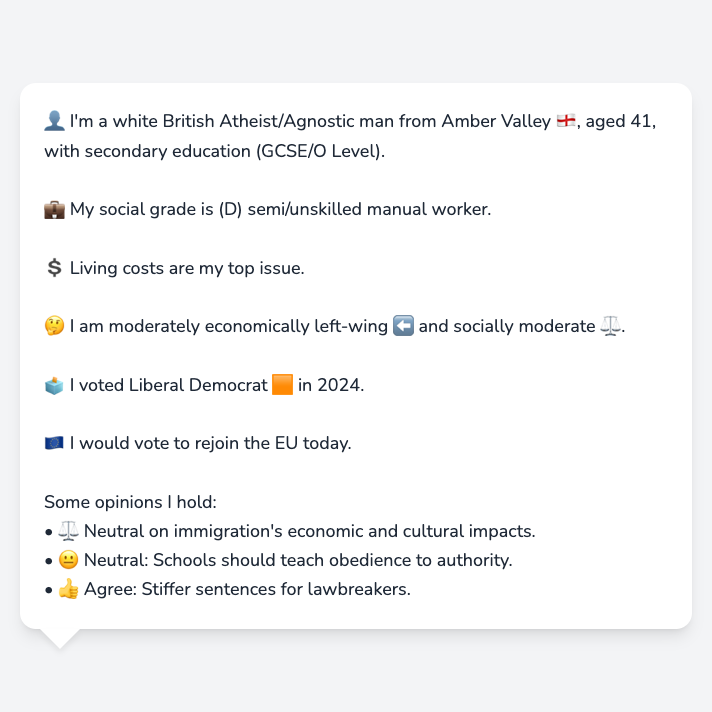 👤 I'm a white British Atheist/Agnostic man from Amber Valley 🏴󠁧󠁢󠁥󠁮󠁧󠁿, aged 41,
with secondary education (GCSE/O Level).
💼 My social grade is (D) semi/unskilled manual worker.
💲 Living costs are my top issue.
🤔 I am moderately economically left-wing ⬅️ and socially moderate ⚖️.
🗳️ I voted Liberal Democrat 🟧 in 2024.
🇪🇺 I would vote to rejoin the EU today.
Some opinions I hold:
• ⚖️ Neutral on immigration's economic and cultural impacts.
• 😐 Neutral: Schools should teach obedience to authority.
• 👍 Agree: Stiffer sentences for lawbreakers.